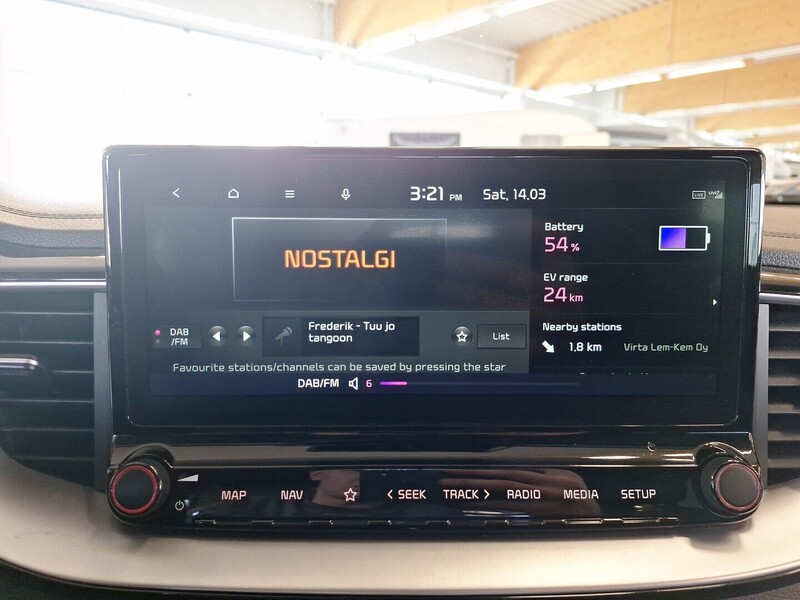 3:21 PM Sat, 14.03
LIVE UVO
NOSTALGI
DAB
/FM
Frederik - Tuu jo
tangoon
List
Favourite stations/channels can be saved by pressing the star
DAB/FM 6
Battery
54 %
EV range
24 km
Nearby stations
1.8 km Virta Lem-Kem Oy
MAP NAV < SEEK TRACK > RADIO MEDIA SETUP